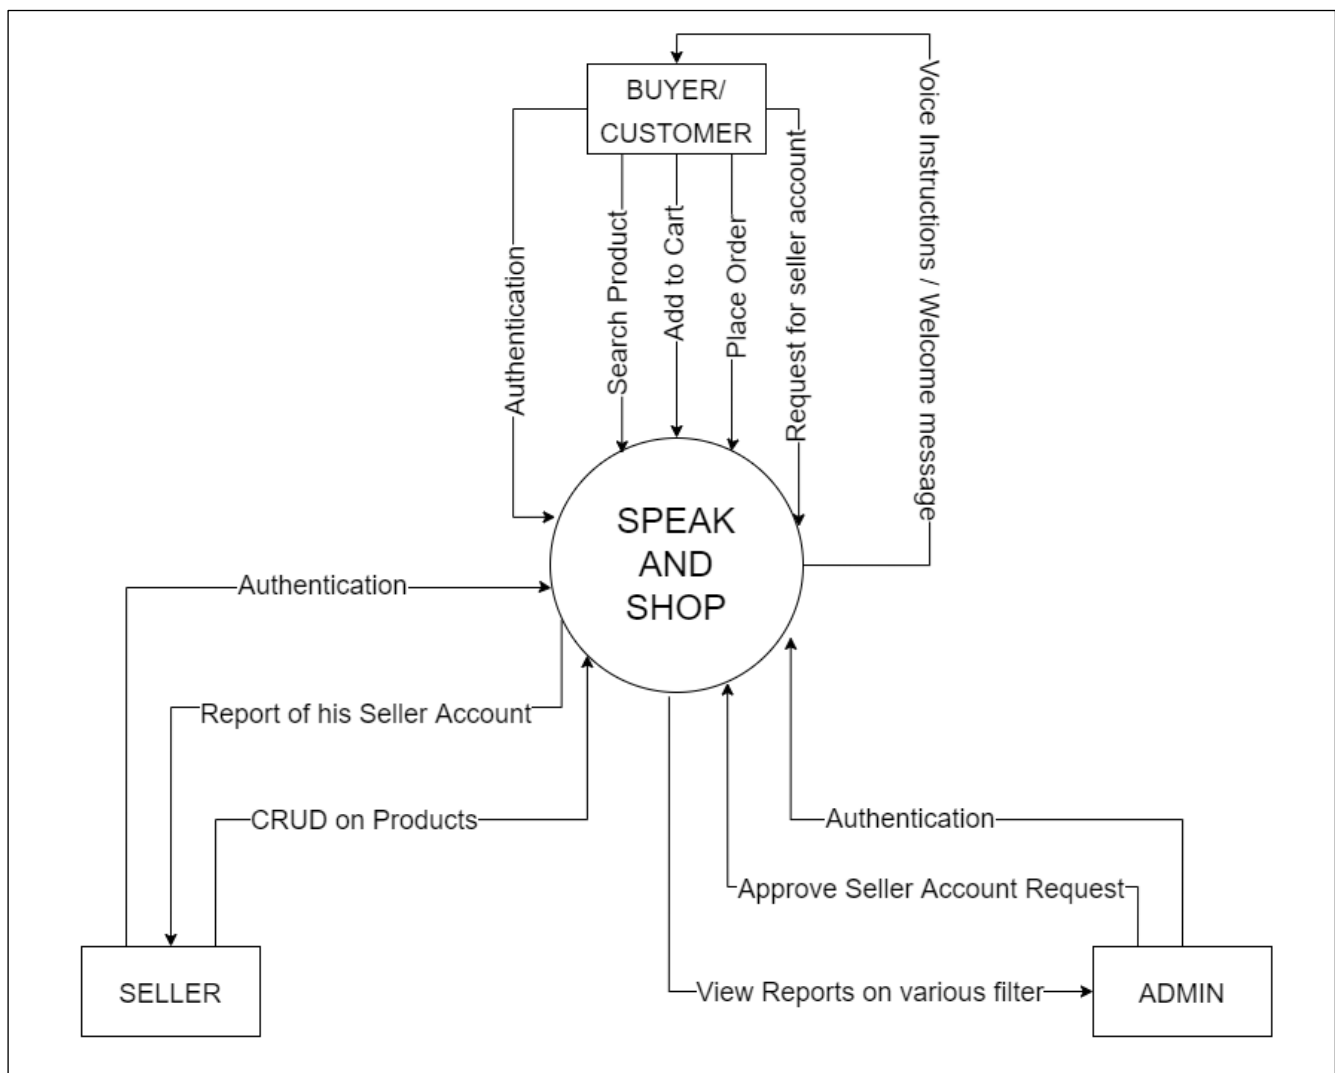 BUYER/
CUSTOMER
Authentication
Search Product
Add to Cart
Place Order
Request for seller account
Voice Instructions / Welcome message
SPEAK
AND
SHOP
Authentication
Report of his Seller Account
CRUD on Products
Authentication
Approve Seller Account Request
View Reports on various filter
SELLER
ADMIN